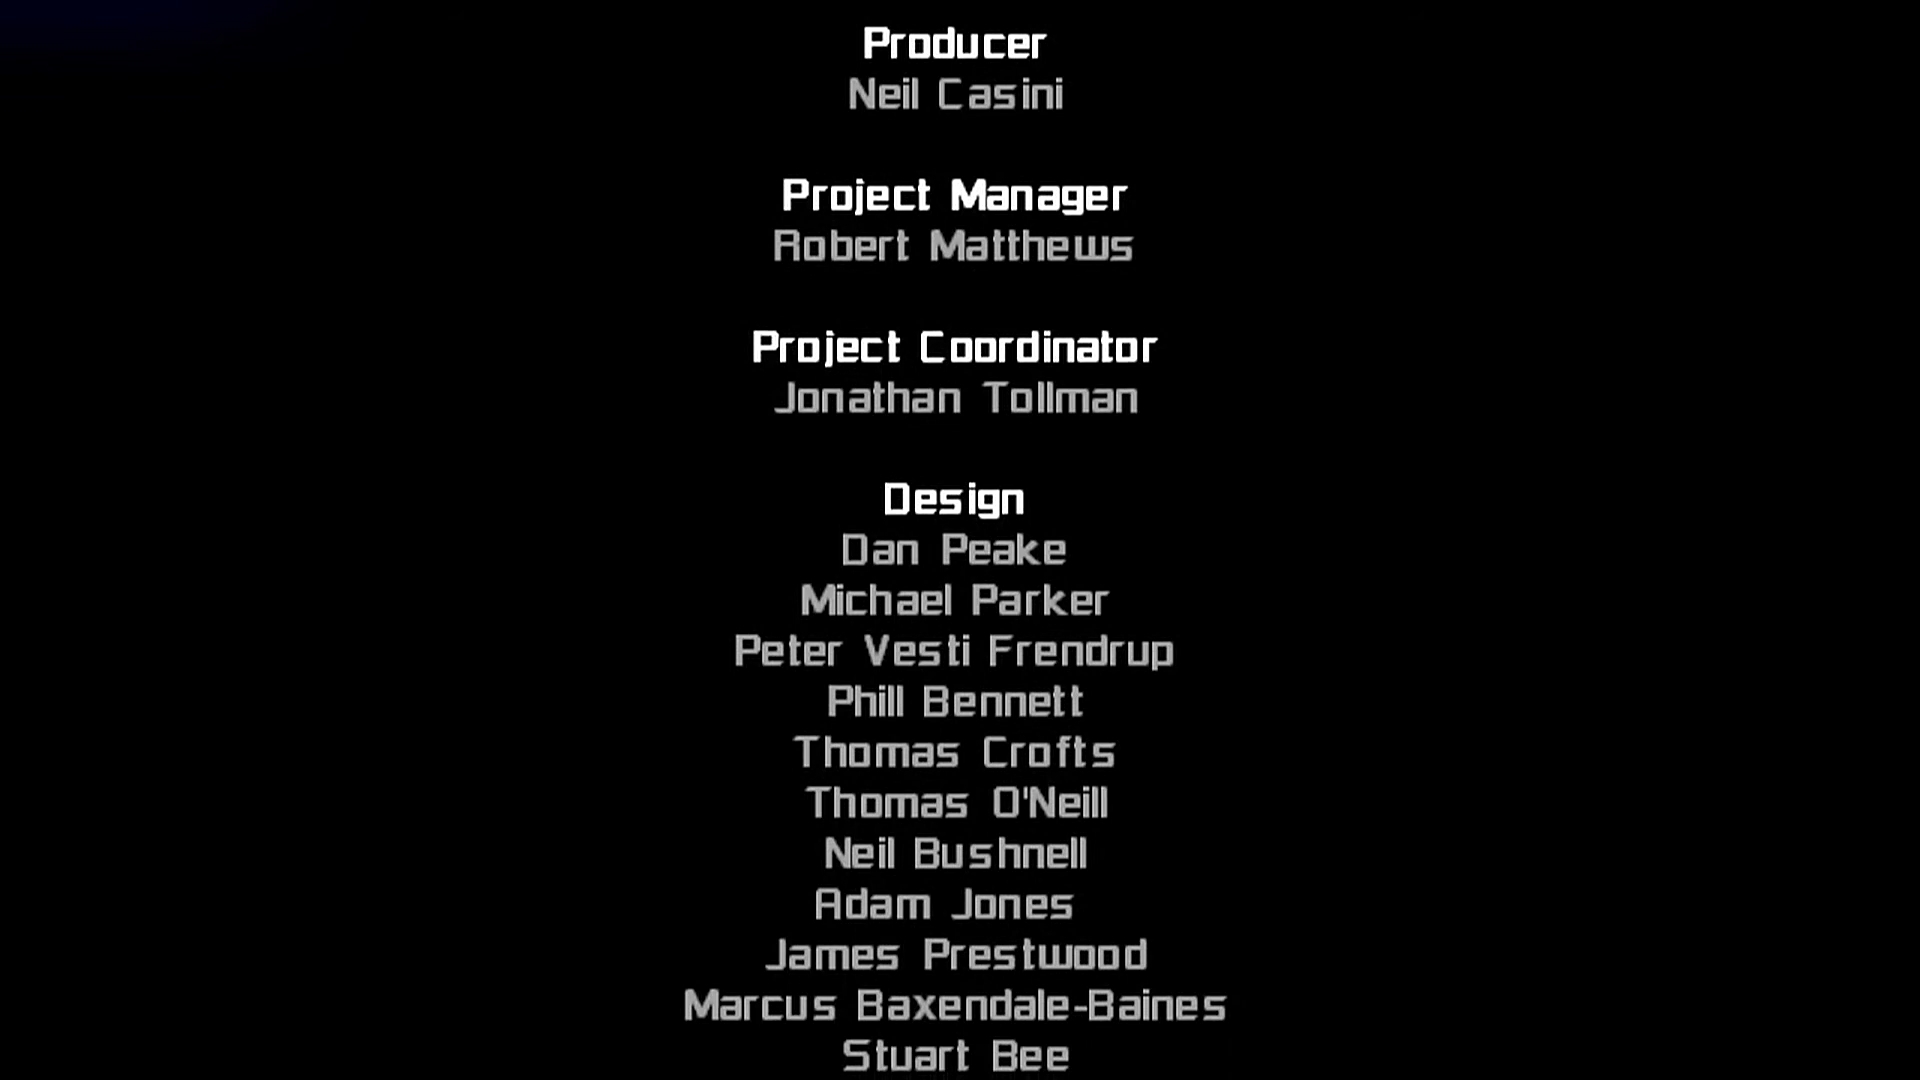 Producer
Neil Casini
Project Manager
Robert Matthews
Project Coordinator
Jonathan Tollman
Design
Dan Peake
Michael Parker
Peter Vesti Frendrup
Phill Bennett
Thomas Crofts
Thomas O'Neill
Neil Bushnell
Adam Jones
James Prestwood
Marcus Baxendale-Baines
Stuart Bee